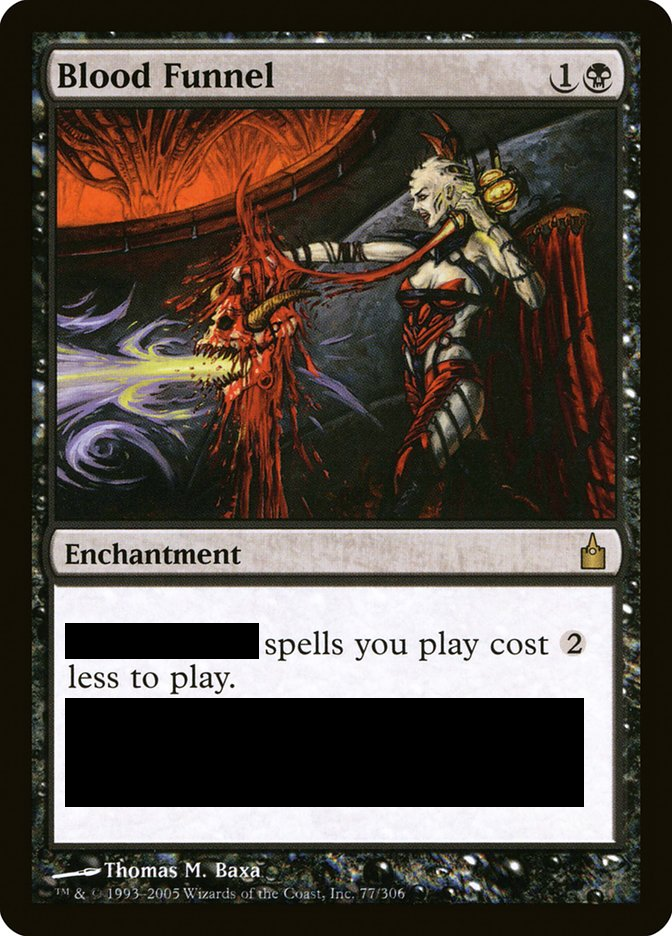 Blood Funnel 1
Enchantment
spells you play cost 2
less to play.
Thomas M. Baxa
™ & © 1993–2005 Wizards of the Coast, Inc. 77/306